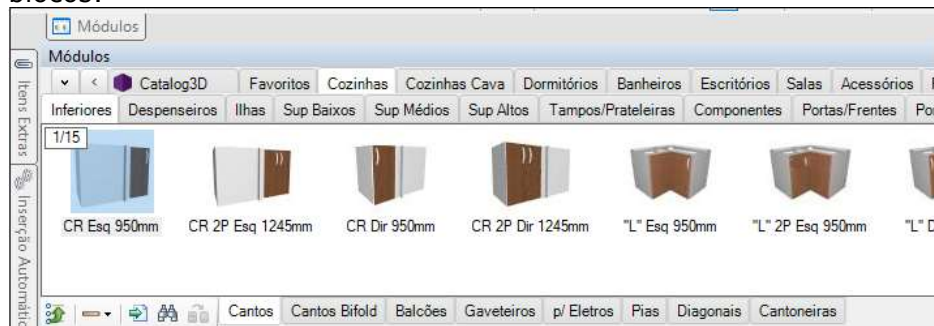 blocos.
Módulos
Módulos
Catalog3D Favoritos Cozinhas Cozinhas Cava Dormitórios Banheiros Escritórios Salas Acessórios
Inferiores Despenseiros Ilhas Sup Baixos Sup Médios Sup Altos Tampos/Prateleiras Componentes Portas/Frentes
1/15
CR Esq 950mm CR 2P Esq 1245mm CR Dir 950mm CR 2P Dir 1245mm "L" Esq 950mm "L" 2P Esq 950mm "L"
Cantos Cantos Bifold Balcões Gaveteiros p/ Eletros Pias Diagonais Cantoneiras
Itens Extras
Inserção